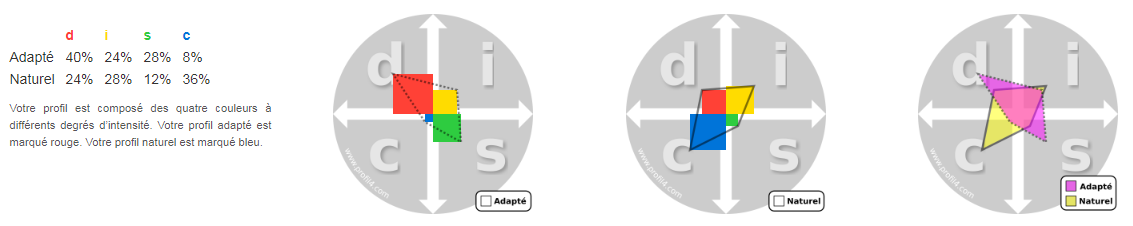 d i s c
Adapté 40% 24% 28% 8%
Naturel 24% 28% 12% 36%
Votre profil est composé des quatre couleurs à
différents degrés d'intensité. Votre profil adapté est
marqué rouge. Votre profil naturel est marqué bleu.
d i
c s
www.profil4.com
Adapté
d i
c s
www.profil4.com
Naturel
d i
c s
www.profil4.com
Adapté
Naturel